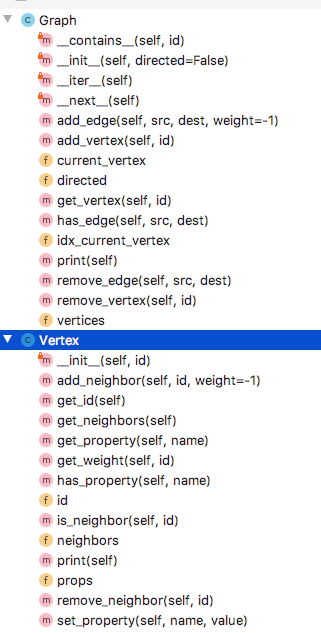 C Graph
m __contains__(self, id)
m __init__(self, directed=False)
m __iter__(self)
m __next__(self)
m add_edge(self, src, dest, weight=-1)
m add_vertex(self, id)
f current_vertex
f directed
m get_vertex(self, id)
m has_edge(self, src, dest)
f idx_current_vertex
m print(self)
m remove_edge(self, src, dest)
m remove_vertex(self, id)
f vertices
C Vertex
m __init__(self, id)
m add_neighbor(self, id, weight=-1)
m get_id(self)
m get_neighbors(self)
m get_property(self, name)
m get_weight(self, id)
m has_property(self, name)
f id
m is_neighbor(self, id)
f neighbors
m print(self)
f props
m remove_neighbor(self, id)
m set_property(self, name, value)